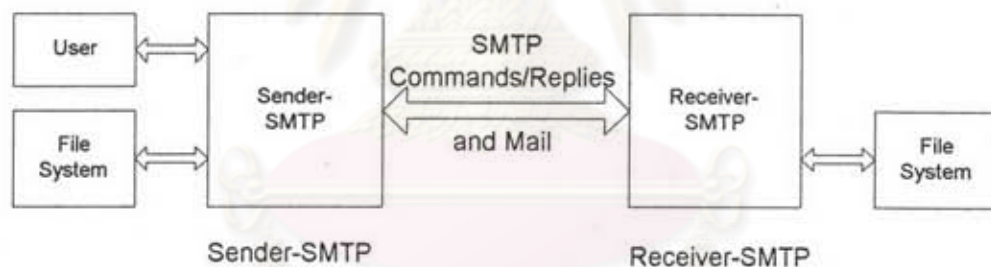 User
File
System
Sender-
SMTP
SMTP
Commands/Replies
and Mail
Receiver-
SMTP
File
System
Sender-SMTP
Receiver-SMTP